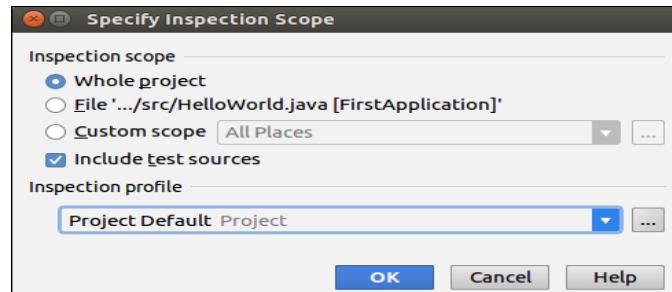 Specify Inspection Scope
Inspection scope
Whole project
File '.../src/HelloWorld.java [FirstApplication]'
Custom scope All Places ...
Include test sources
Inspection profile
Project Default Project ...
OK Cancel Help